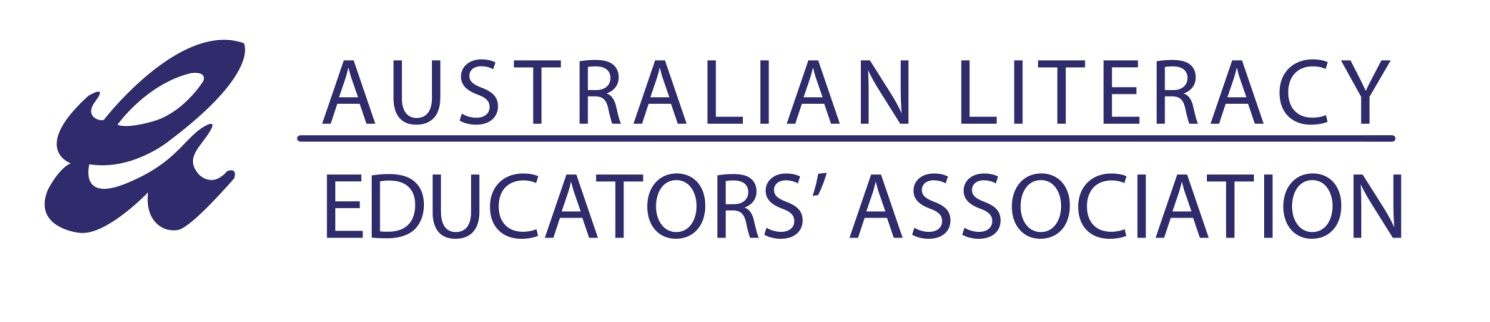 AUSTRALIAN LITERACY
EDUCATORS’ ASSOCIATION